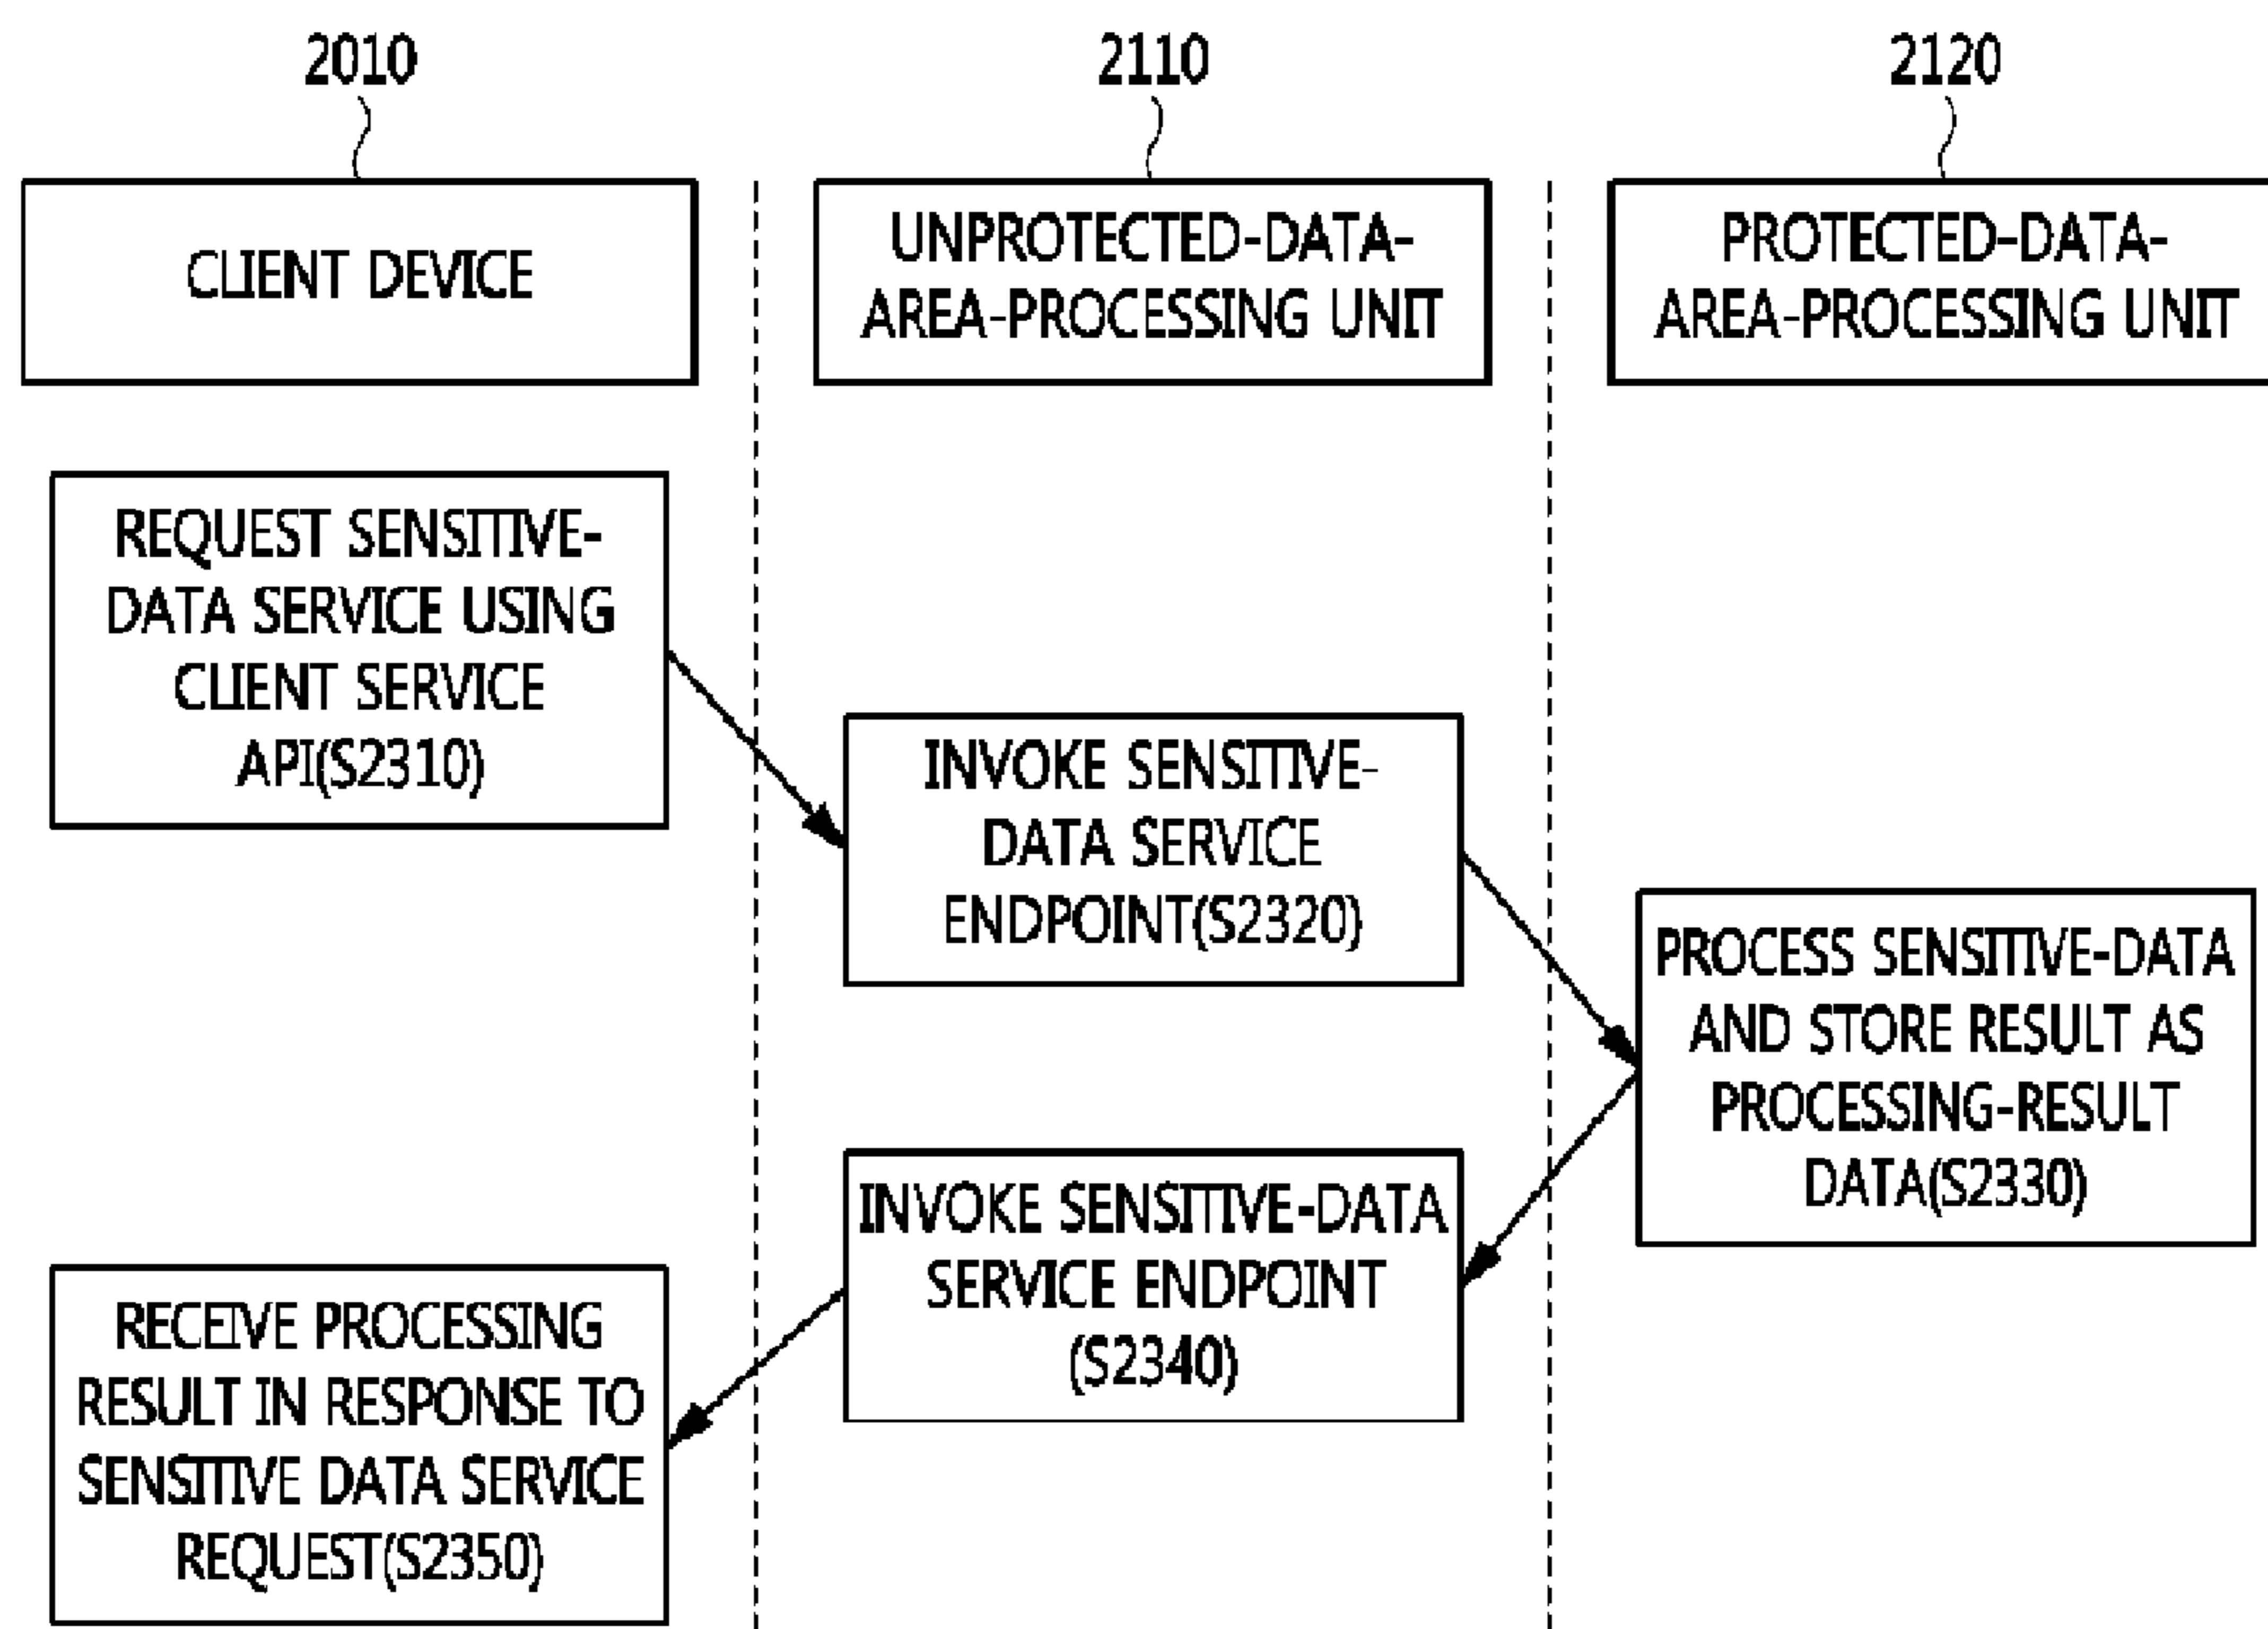 2010
2110
2120
CLIENT DEVICE
UNPROTECTED-DATA-
AREA-PROCESSING UNIT
PROTECTED-DATA-
AREA-PROCESSING UNIT
REQUEST SENSITIVE-
DATA SERVICE USING
CLIENT SERVICE
API(S2310)
INVOKE SENSITIVE-
DATA SERVICE
ENDPOINT(S2320)
PROCESS SENSITIVE-DATA
AND STORE RESULT AS
PROCESSING-RESULT
DATA(S2330)
INVOKE SENSITIVE-DATA
SERVICE ENDPOINT
(S2340)
RECEIVE PROCESSING
RESULT IN RESPONSE TO
SENSITIVE DATA SERVICE
REQUEST(S2350)